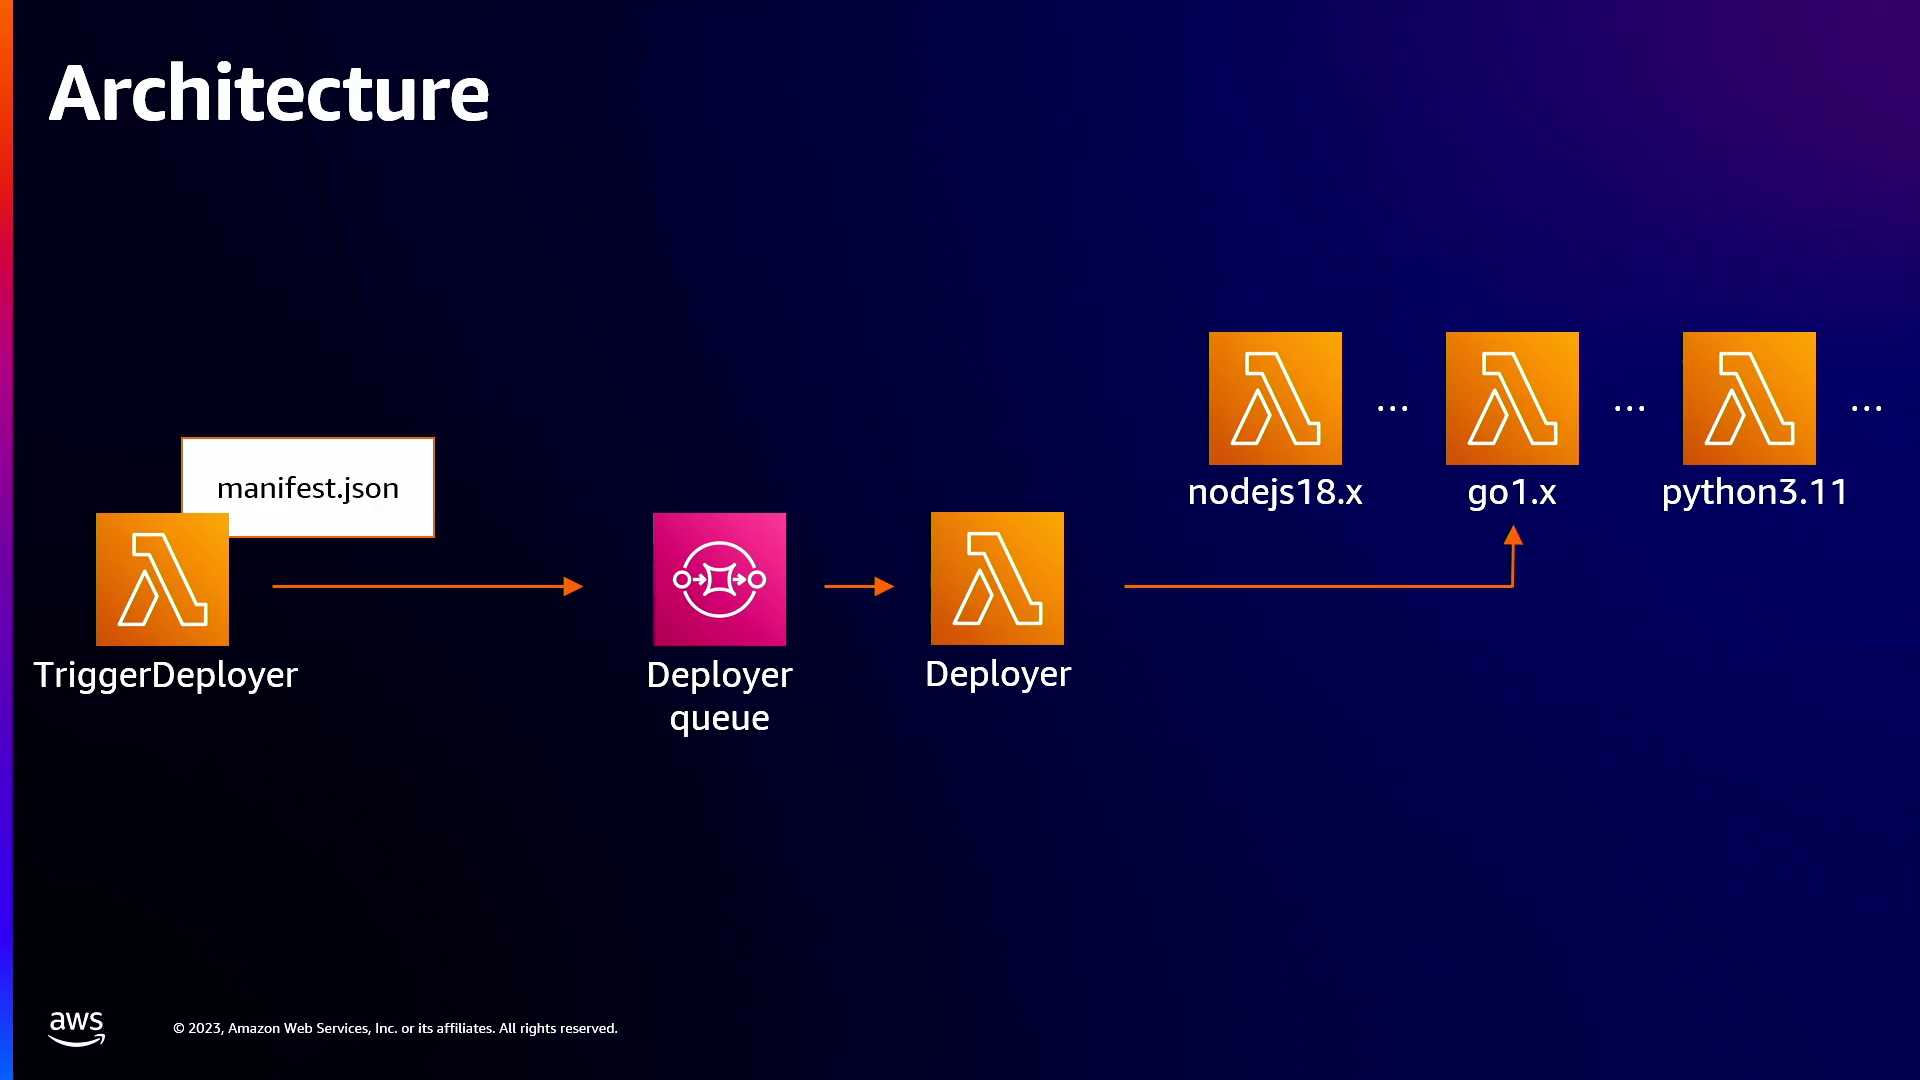 Architecture
manifest.json
TriggerDeployer
Deployer
queue
Deployer
nodejs18.x
...
go1.x
...
python3.11
...
aws
© 2023, Amazon Web Services, Inc. or its affiliates. All rights reserved.